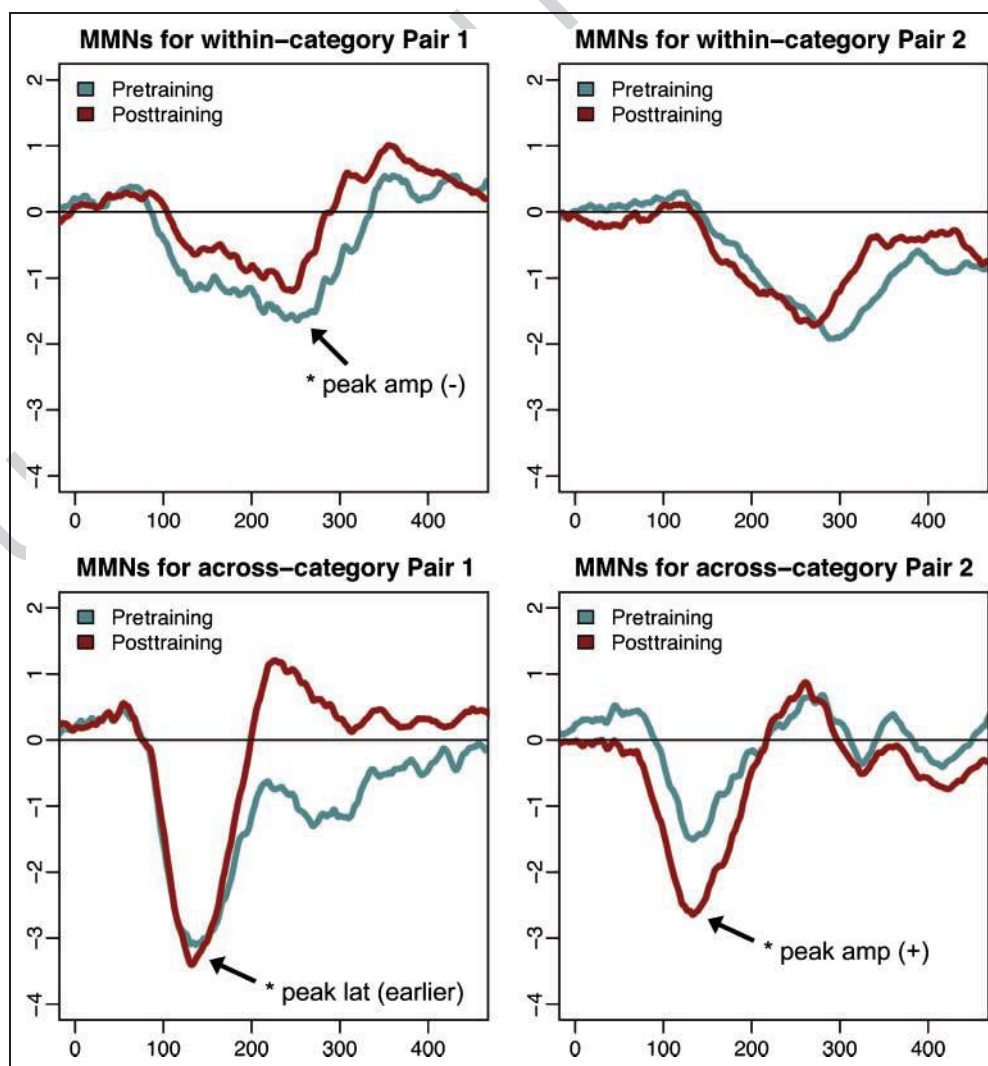 MMNs for within−category Pair 1
Pretraining
Posttraining
2
1
0
−1
−2
−3
−4
* peak amp (-)
0 100 200 300 400
MMNs for within−category Pair 2
Pretraining
Posttraining
2
1
0
−1
−2
−3
−4
0 100 200 300 400
MMNs for across−category Pair 1
Pretraining
Posttraining
2
1
0
−1
−2
−3
−4
* peak lat (earlier)
0 100 200 300 400
MMNs for across−category Pair 2
Pretraining
Posttraining
2
1
0
−1
−2
−3
−4
* peak amp (+)
0 100 200 300 400